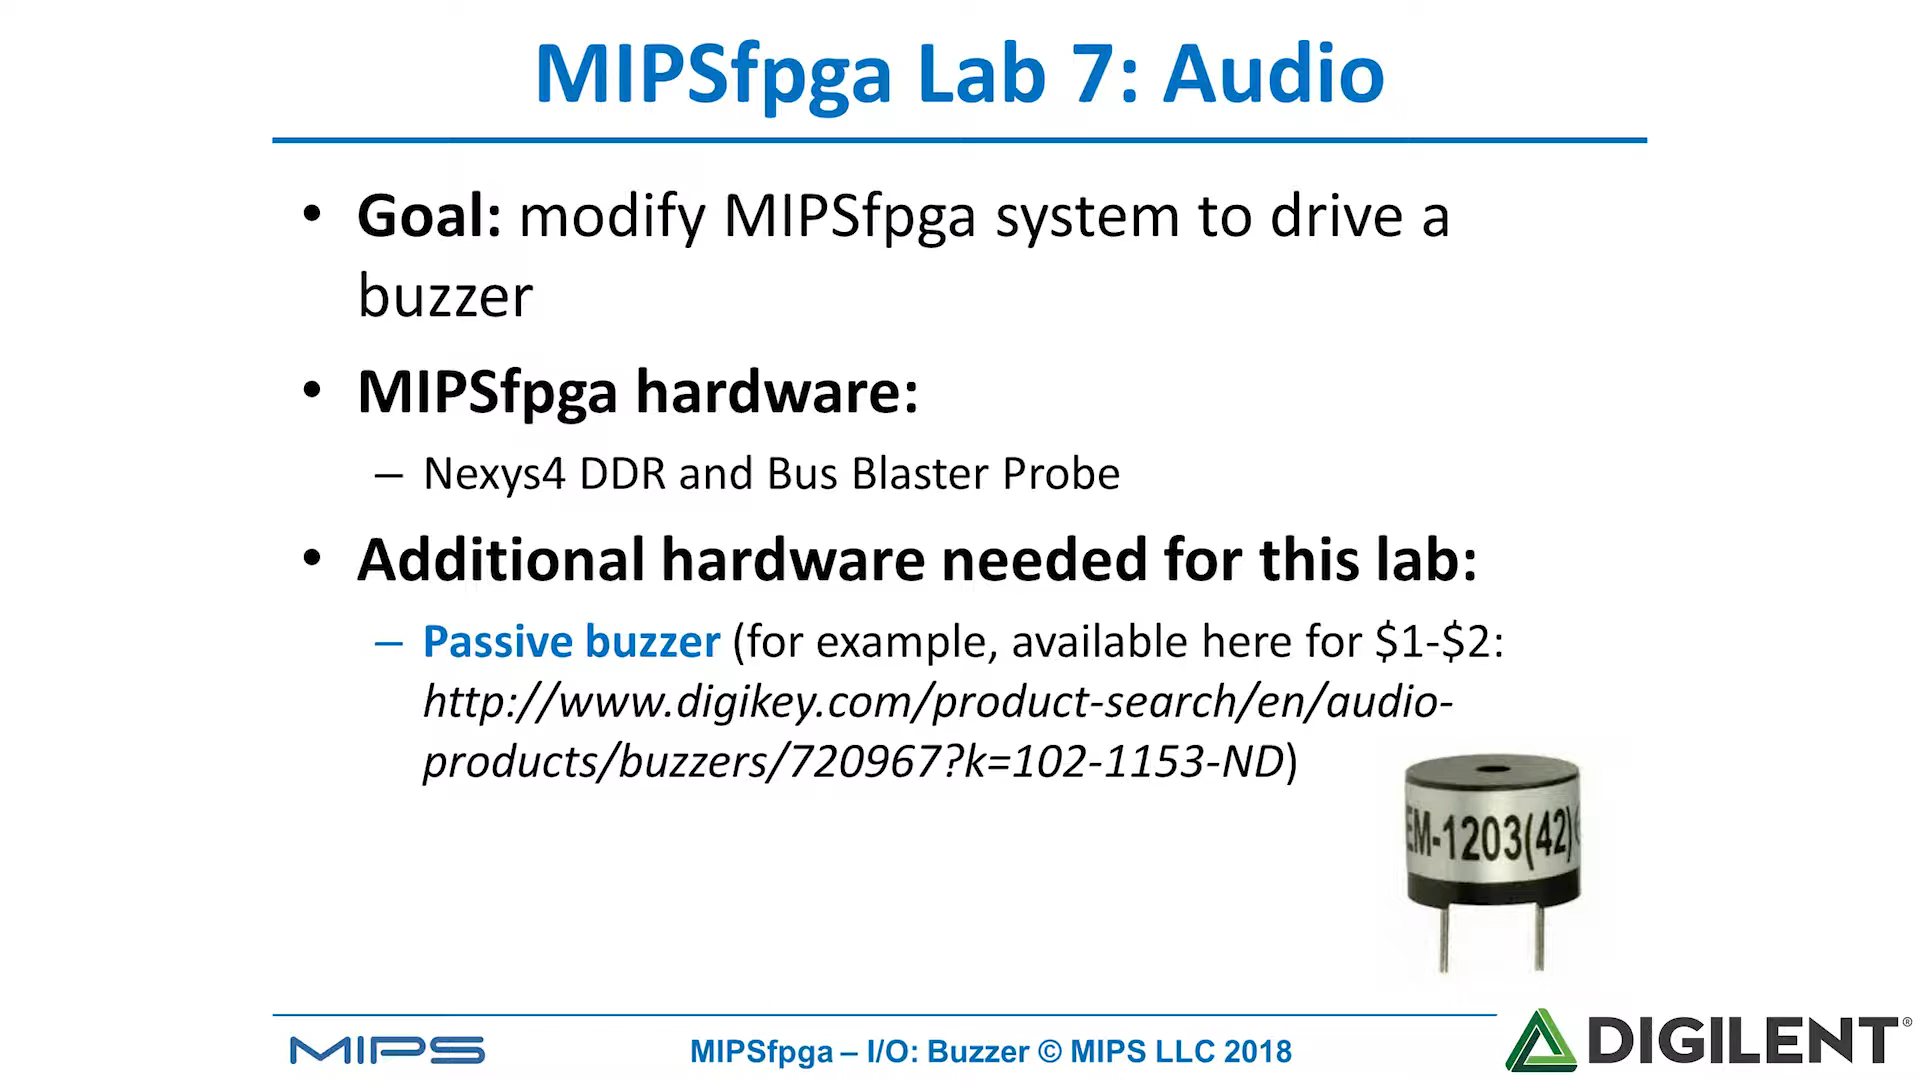 MIPSfpga Lab 7: Audio
• Goal: modify MIPSfpga system to drive a
buzzer
• MIPSfpga hardware:
– Nexys4 DDR and Bus Blaster Probe
• Additional hardware needed for this lab:
– Passive buzzer (for example, available here for $1-$2:
http://www.digikey.com/product-search/en/audio-
products/buzzers/720967?k=102-1153-ND)
EM-1203(42)
MIPS
MIPSfpga – I/O: Buzzer © MIPS LLC 2018
DIGILENT®